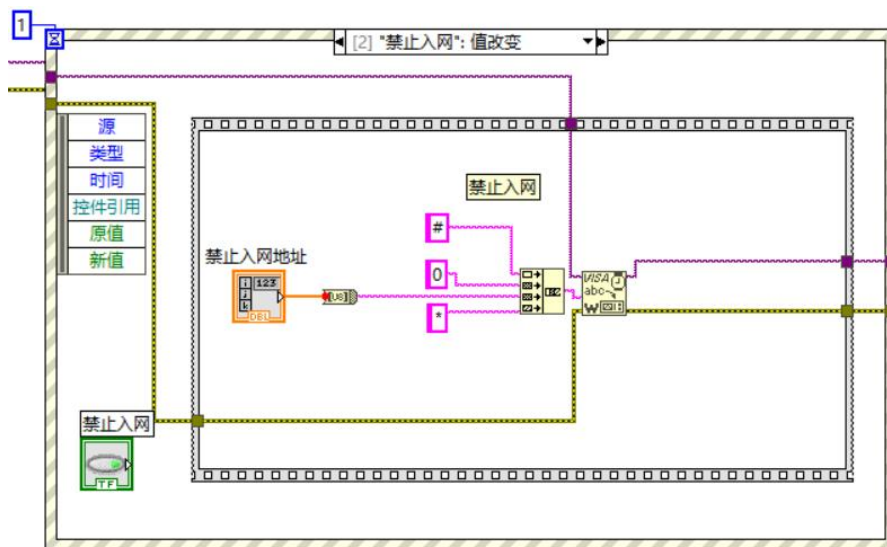 1
[2] "禁止入网": 值改变
源
类型
时间
控件引用
原值
新值
禁止入网
禁止入网地址
#
0
*
i
j
k
123
DBL
[U8]
VISA
abc
W
禁止入网
TF